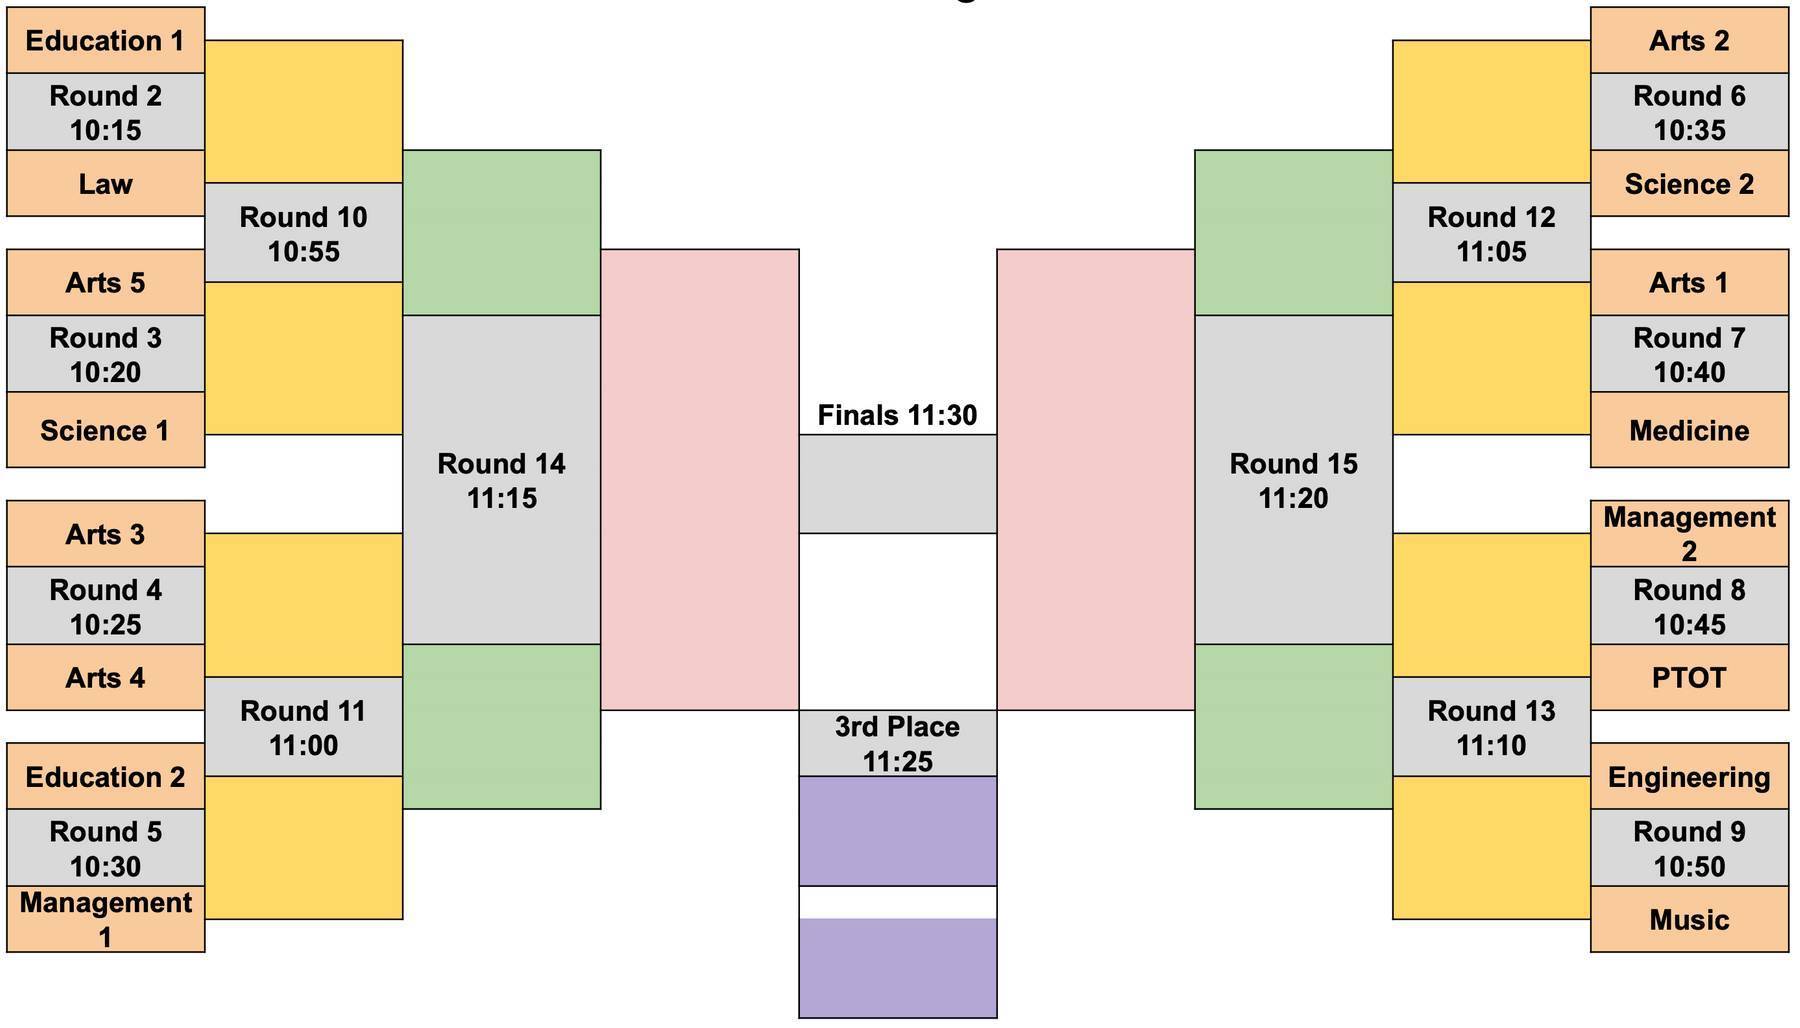 Education 1
Round 2
10:15
Law
Arts 5
Round 3
10:20
Science 1
Arts 3
Round 4
10:25
Arts 4
Education 2
Round 5
10:30
Management
1
Round 10
10:55
Round 11
11:00
Round 14
11:15
Finals 11:30
3rd Place
11:25
Round 15
11:20
Round 12
11:05
Round 13
11:10
Arts 2
Round 6
10:35
Science 2
Arts 1
Round 7
10:40
Medicine
Management
2
Round 8
10:45
PTOT
Engineering
Round 9
10:50
Music